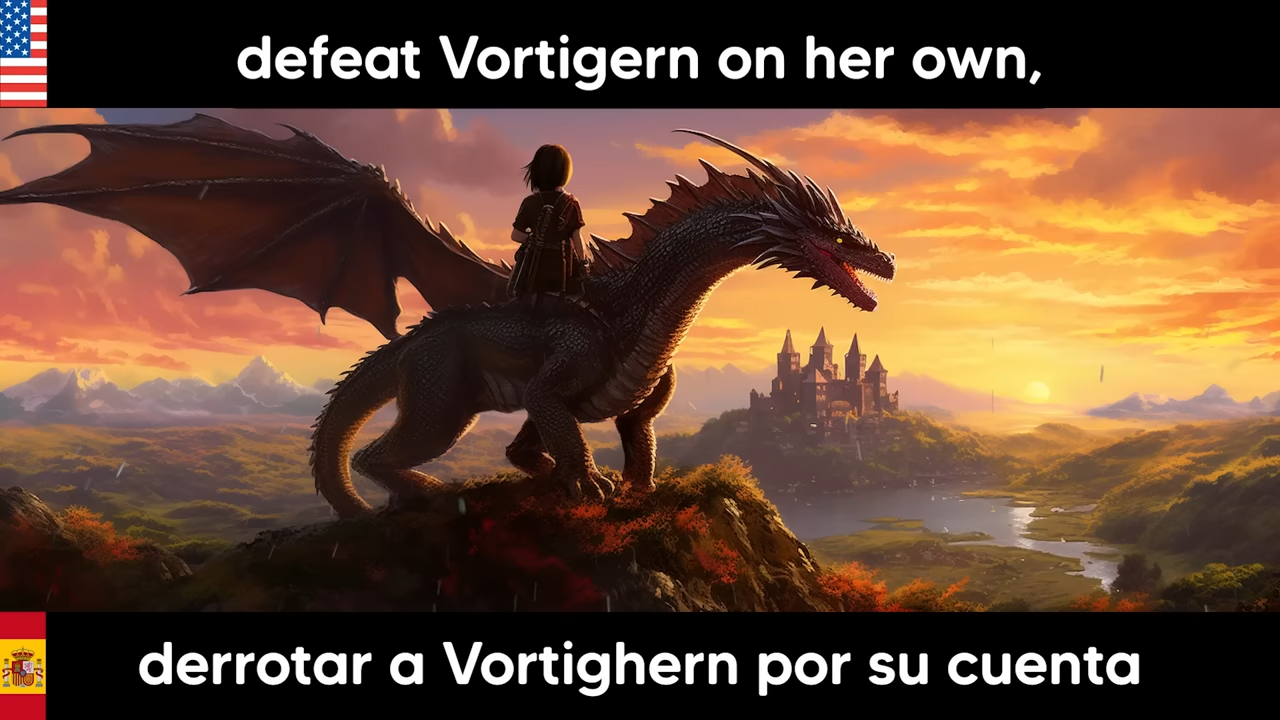 defeat Vortigern on her own,
derrotar a Vortighern por su cuenta